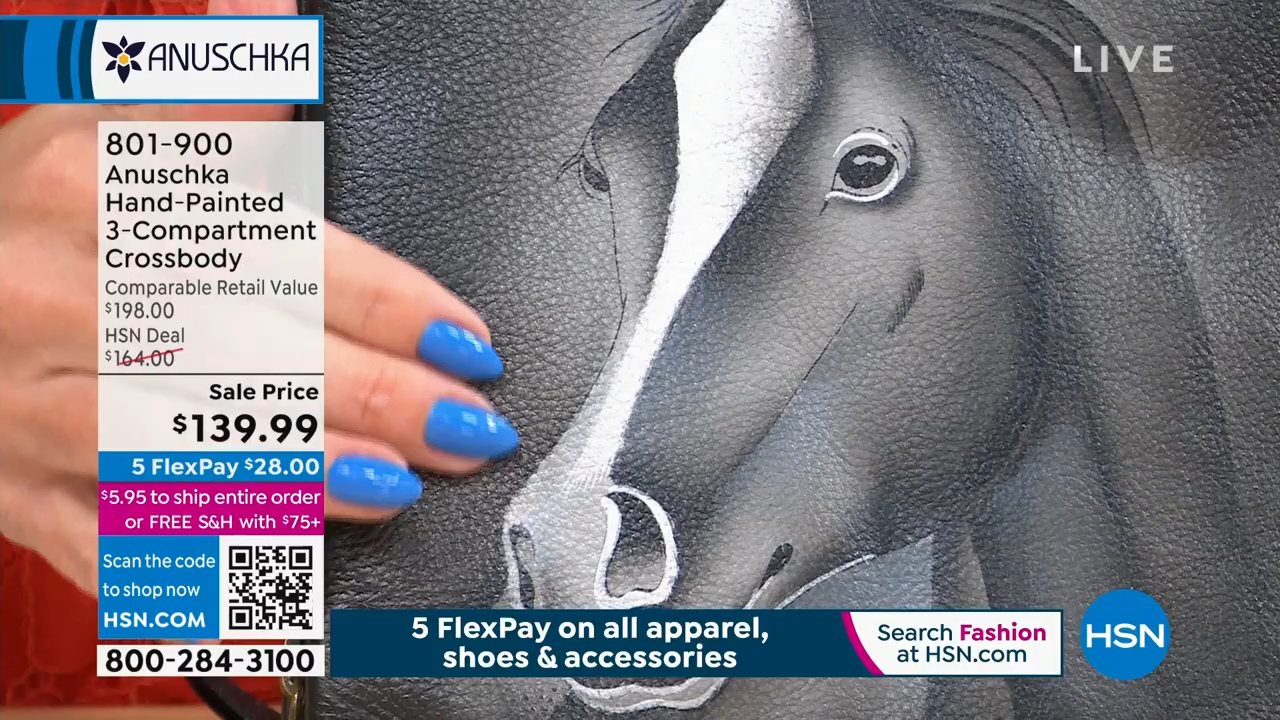 ANUSCHKA
LIVE
801-900
Anuschka
Hand-Painted
3-Compartment
Crossbody
Comparable Retail Value
$198.00
HSN Deal
$164.00
Sale Price
$139.99
5 FlexPay $28.00
$5.95 to ship entire order
or FREE S&H with $75+
Scan the code
to shop now
HSN.COM
800-284-3100
5 FlexPay on all apparel,
shoes & accessories
Search Fashion
at HSN.com
HSN